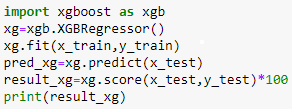 import xgboost as xgb
xg=xgb.XGBRegressor()
xg.fit(x_train,y_train)
pred_xg=xg.predict(x_test)
result_xg=xg.score(x_test,y_test)*100
print(result_xg)